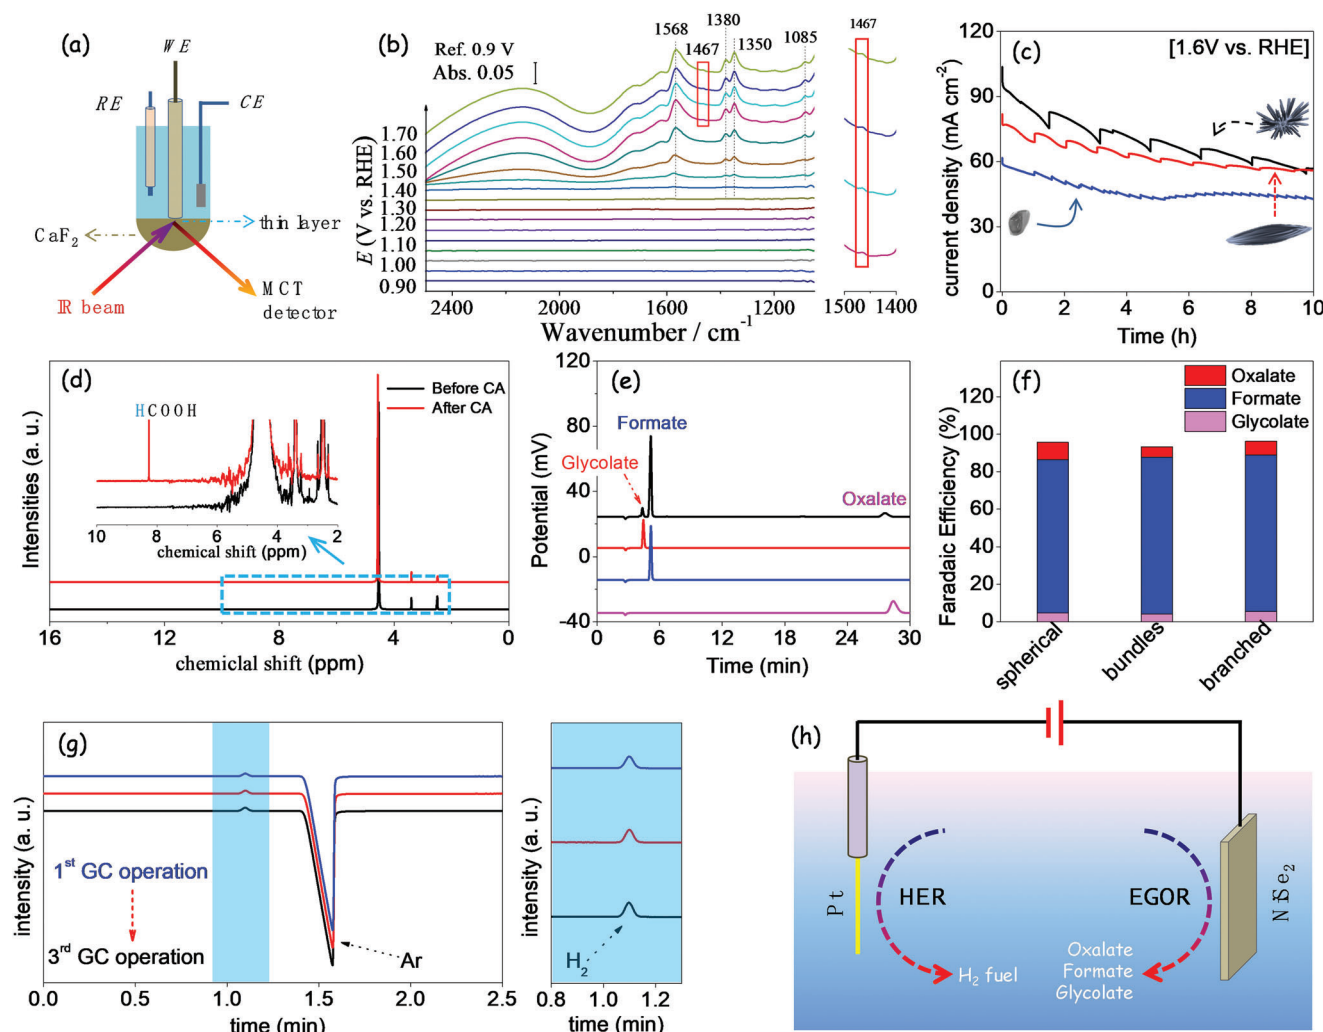 (a)
WE
RE
CE
thin layer
CaF2
IR beam
MCT
detector
(b)
Ref. 0.9 V
Abs. 0.05
1568
1467
1380
1350
1085
1467
E (V vs. RHE)
1.70
1.60
1.50
1.40
1.30
1.20
1.10
1.00
0.90
2400
2000
1600
1200
1500
1400
Wavenumber / cm-1
(c)
[1.6V vs. RHE]
current density (mA cm-2)
120
90
60
30
0
0 2 4 6 8 10
Time (h)
(d)
Before CA
After CA
HCOOH
Intensities (a. u.)
10 8 6 4 2
chemical shift (ppm)
16 12 8 4 0
chemiclal shift (ppm)
(e)
Formate
Glycolate
Oxalate
Potential (mV)
120
80
40
0
-40
0 6 12 18 24 30
Time (min)
(f)
Oxalate
Formate
Glycolate
Faradaic Efficiency (%)
120
100
80
60
40
20
0
spherical
bundles
branched
(g)
intensity (a. u.)
1st GC operation
3rd GC operation
Ar
0.0 0.5 1.0 1.5 2.0 2.5
time (min)
intensity (a. u.)
H2
0.8 1.0 1.2
time (min)
(h)
Pt
HER
EGOR
NiSe2
H2 fuel
Oxalate
Formate
Glycolate